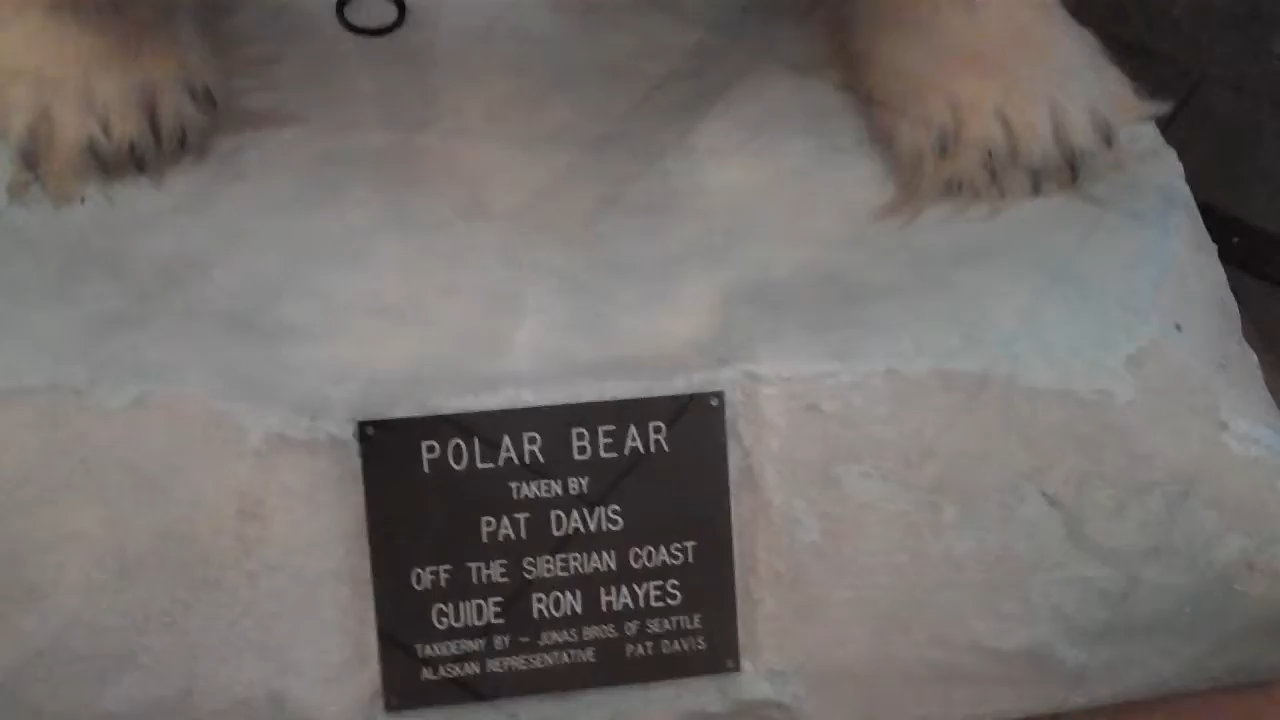 POLAR BEAR
TAKEN BY
PAT DAVIS
OFF THE SIBERIAN COAST
GUIDE RON HAYES
TAXIDERMY BY - JONAS BROS. OF SEATTLE
ALASKAN REPRESENTATIVE PAT DAVIS